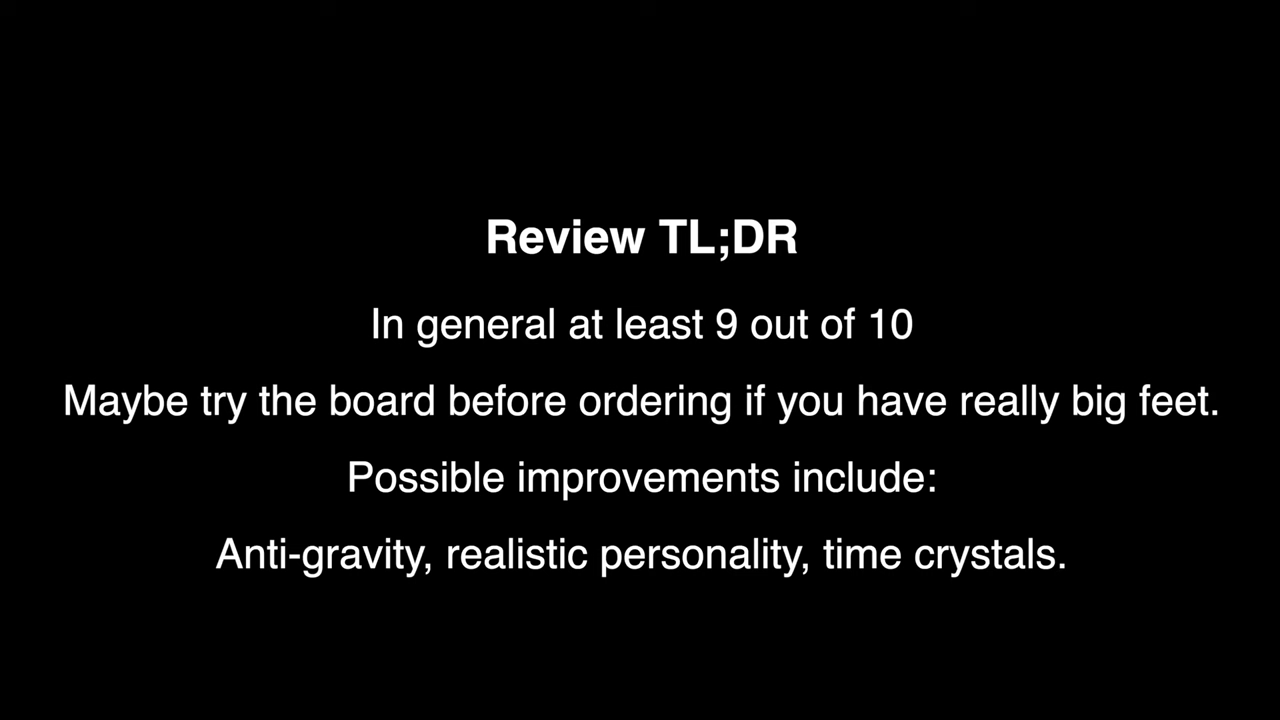 Review TL;DR
In general at least 9 out of 10
Maybe try the board before ordering if you have really big feet.
Possible improvements include:
Anti-gravity, realistic personality, time crystals.